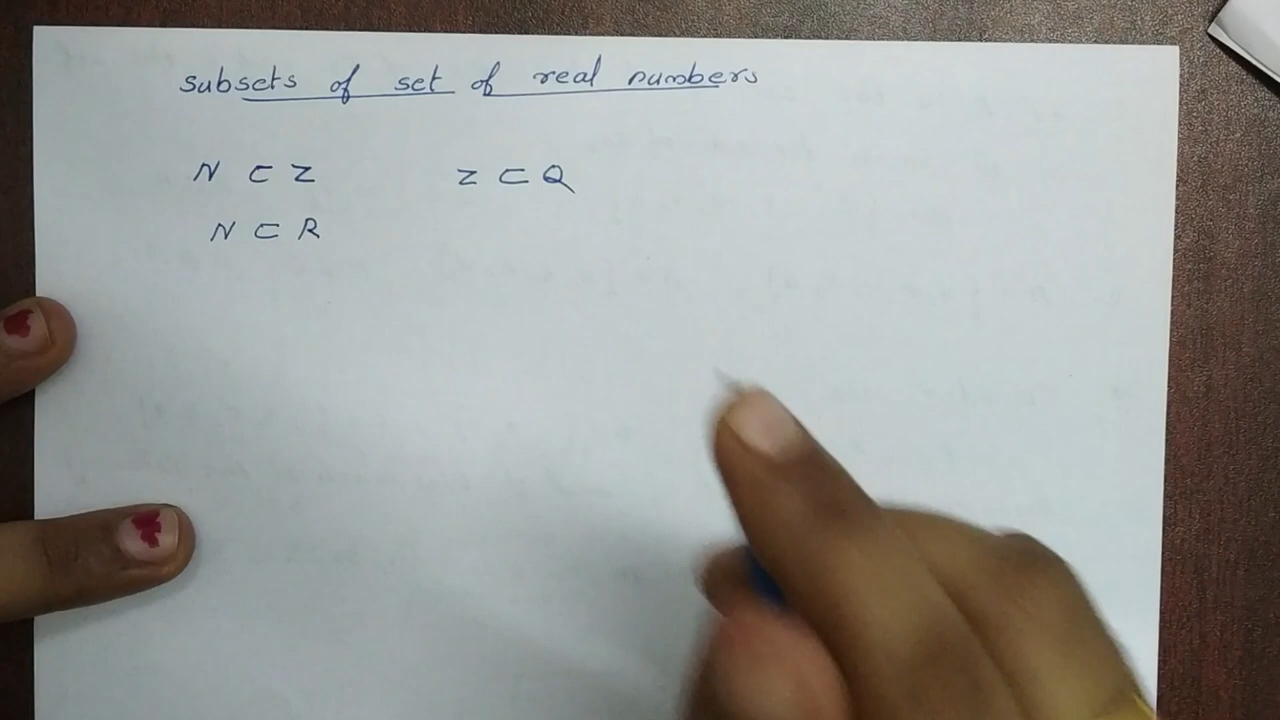 subsets of set of real numbers
N ⊂ Z Z ⊂ Q
N ⊂ R